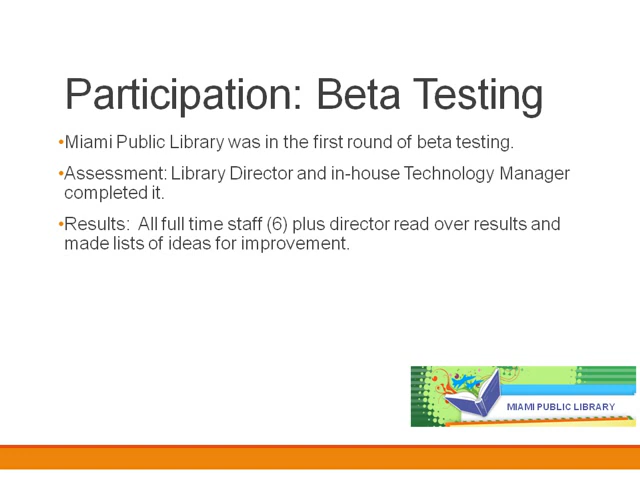 Participation: Beta Testing
•Miami Public Library was in the first round of beta testing.
•Assessment: Library Director and in-house Technology Manager
completed it.
•Results:  All full time staff (6) plus director read over results and
made lists of ideas for improvement.
MIAMI PUBLIC LIBRARY